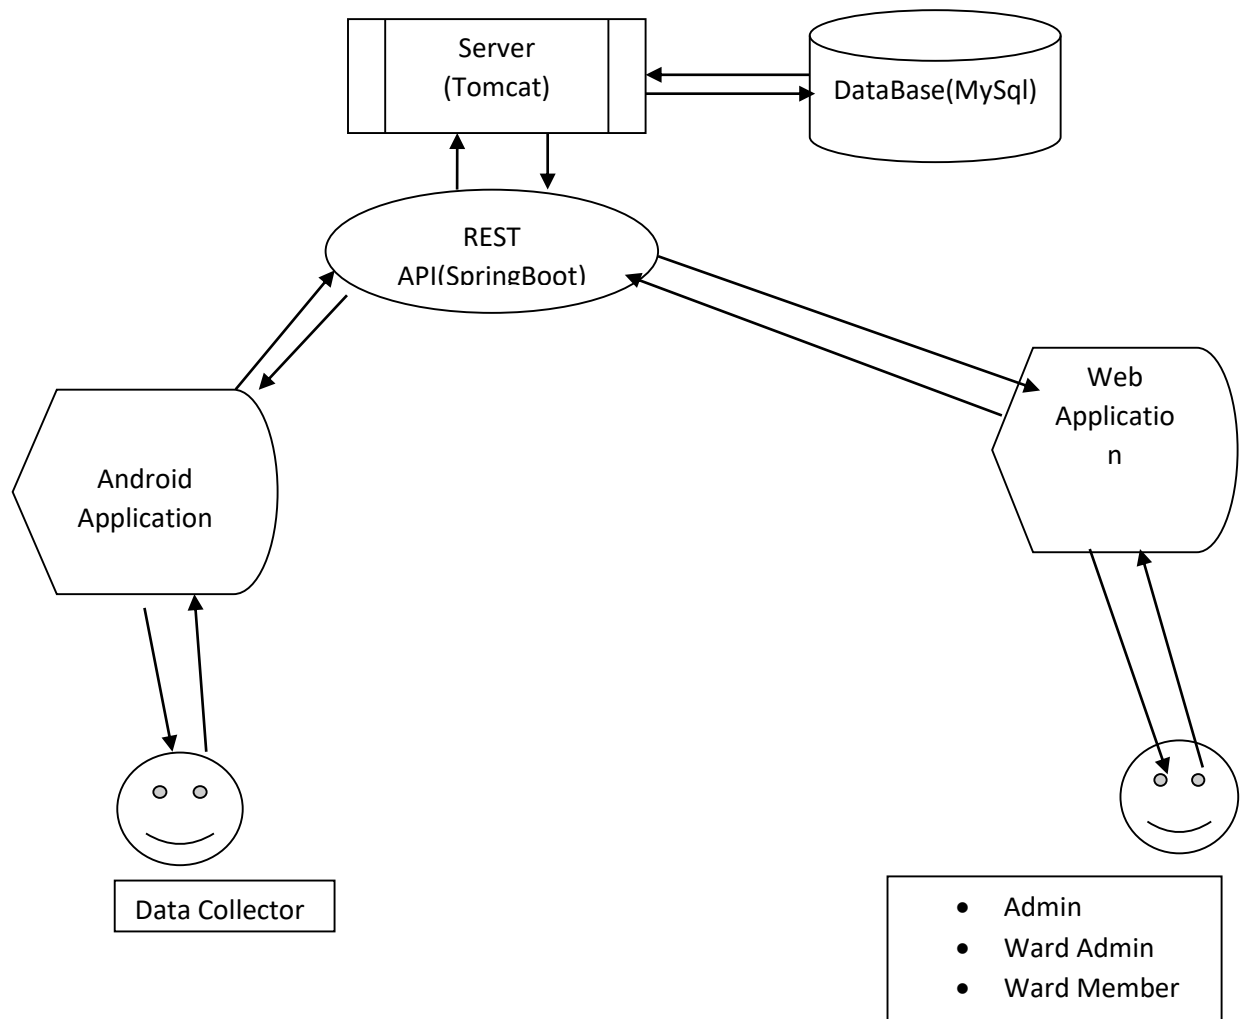 Server
(Tomcat)
DataBase(MySql)
REST
API(SpringBoot)
Web
Applicatio
n
Android
Application
Data Collector
• Admin
• Ward Admin
• Ward Member